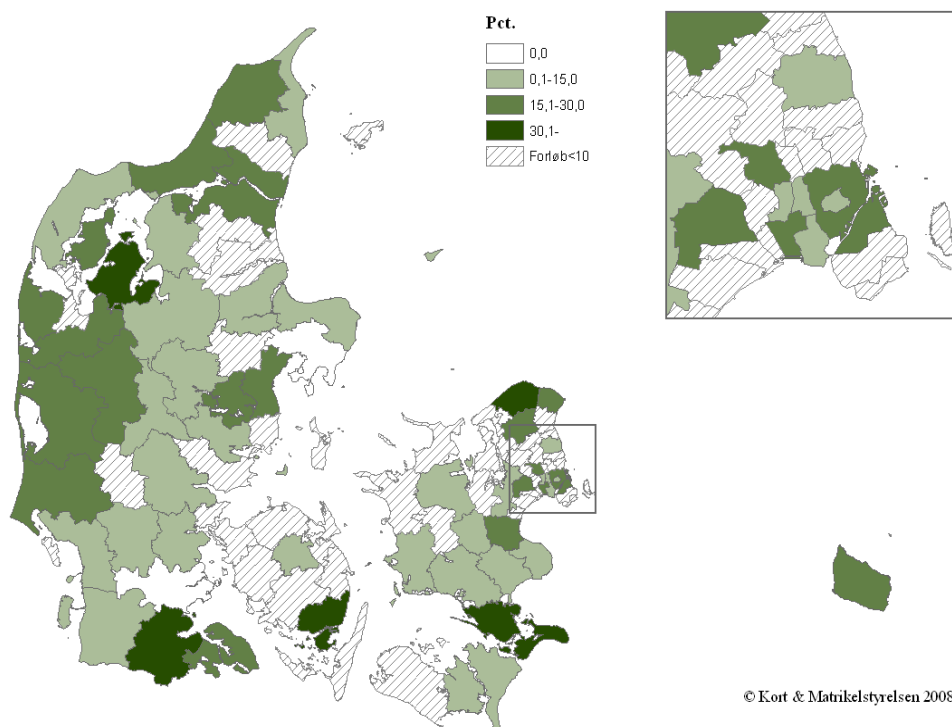 Pct.
0,0
0,1-15,0
15,1-30,0
30,1-
Forløb<10
© Kort & Matrikelstyrelsen 2008